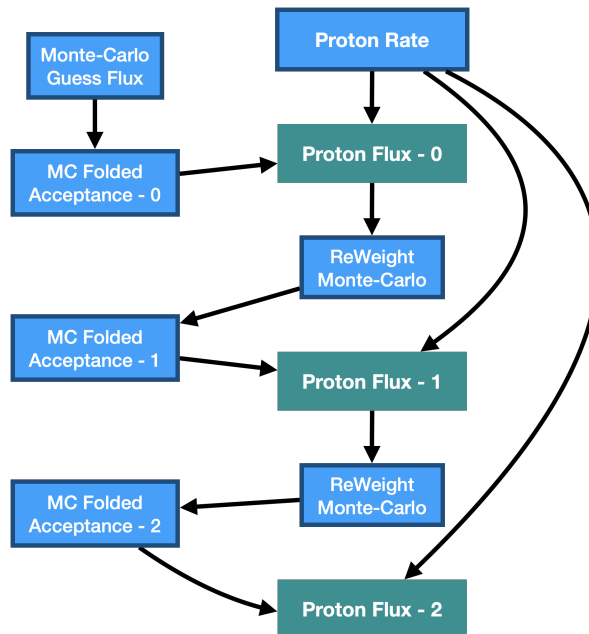 Monte-Carlo
Guess Flux
Proton Rate
MC Folded
Acceptance - 0
Proton Flux - 0
ReWeight
Monte-Carlo
MC Folded
Acceptance - 1
Proton Flux - 1
ReWeight
Monte-Carlo
MC Folded
Acceptance - 2
Proton Flux - 2